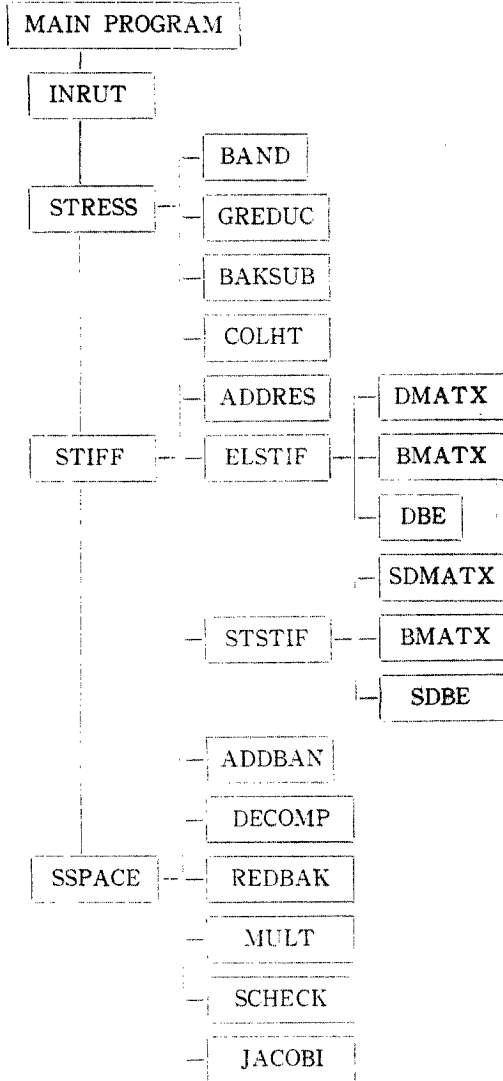 MAIN PROGRAM
INRUT
BAND
STRESS
GREDUC
BAKSUB
COLHT
ADDRES
DMATX
STIFF
ELSTIF
BMATX
DBE
SDMATX
STSTIF
BMATX
SDBE
ADDBAN
DECOMP
SSPACE
REDBAK
MULT
SCHECK
JACOBI